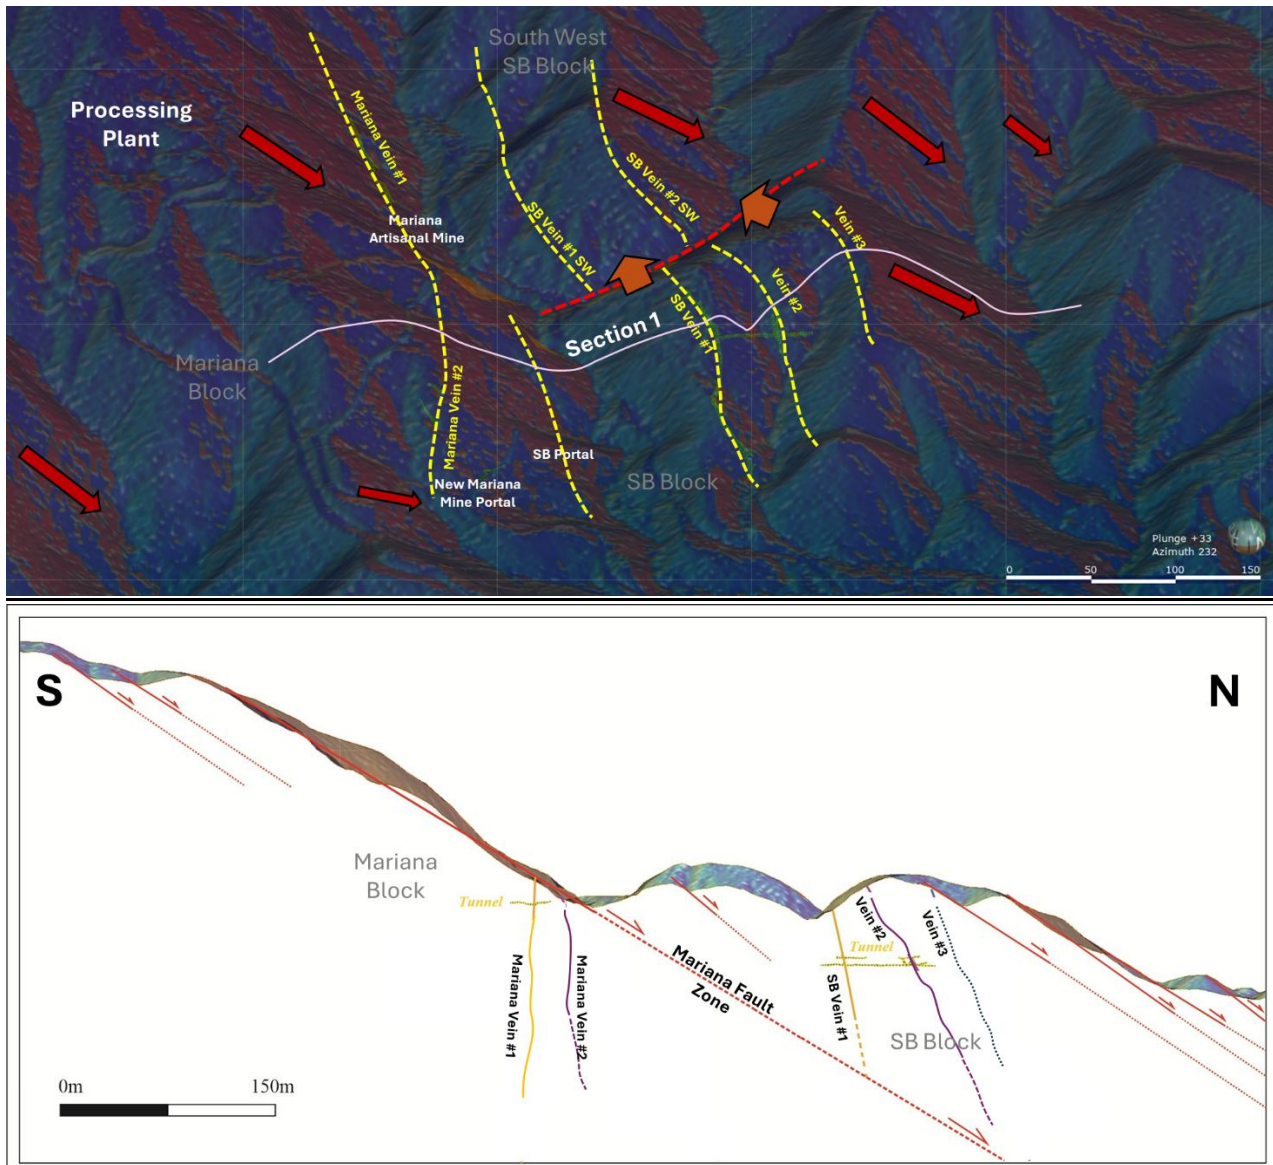 South West
SB Block
Processing
Plant
Mariana Vein #1
Mariana
Artisanal Mine
SB Vein #1 SW
SB Vein #2 SW
Vein #3
Vein #2
SB Vein #1
Section 1
Mariana
Block
Mariana Vein #2
SB Portal
New Mariana
Mine Portal
SB Block
Plunge +33
Azimuth 232
0 50 100 150
S
N
Mariana
Block
Tunnel
Mariana Vein #1
Mariana Vein #2
Mariana Fault
Zone
Vein #2
Vein #3
Tunnel
SB Vein #1
SB Block
0m 150m